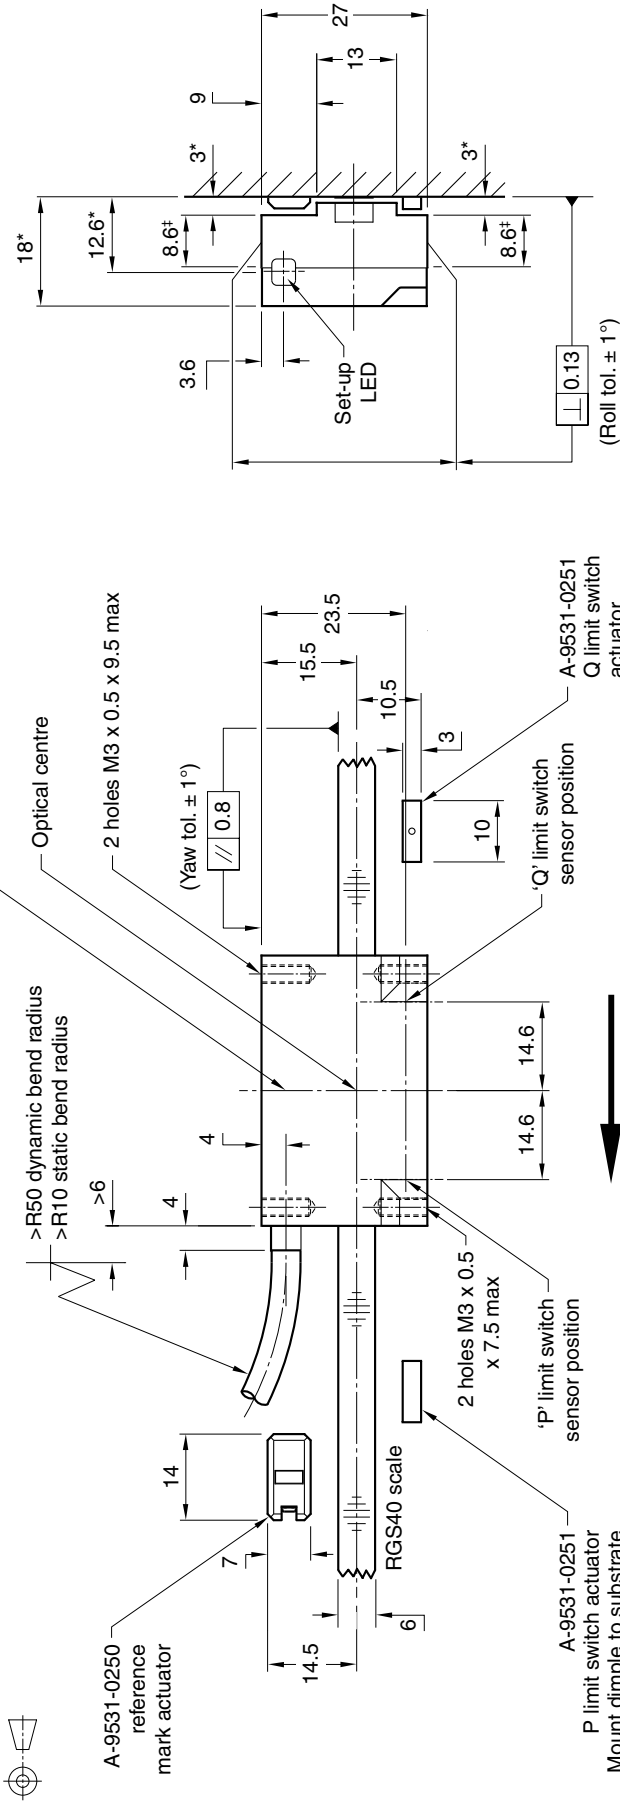 27
13
9
3*
3*
18*
12.6*
8.6‡
8.6‡
3.6
Set-up
LED
⊥ 0.13
(Roll tol. ± 1°)
>R50 dynamic bend radius
>R10 static bend radius
Optical centre
2 holes M3 x 0.5 x 9.5 max
(Yaw tol. ± 1°)
// 0.8
23.5
15.5
10.5
3
10
A-9531-0251
Q limit switch
actuator
'Q' limit switch
sensor position
>6
4
4
14.6
14.6
2 holes M3 x 0.5
x 7.5 max
'P' limit switch
sensor position
14
7
14.5
6
RGS40 scale
A-9531-0250
reference
mark actuator
A-9531-0251
P limit switch actuator
Mount dimple to substrate